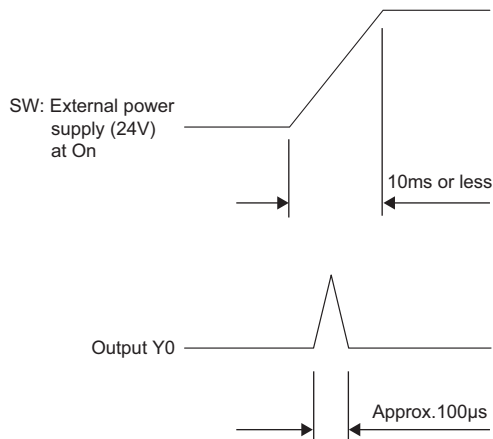 SW: External power
supply (24V)
at On
10ms or less
Output Y0
Approx.100µs